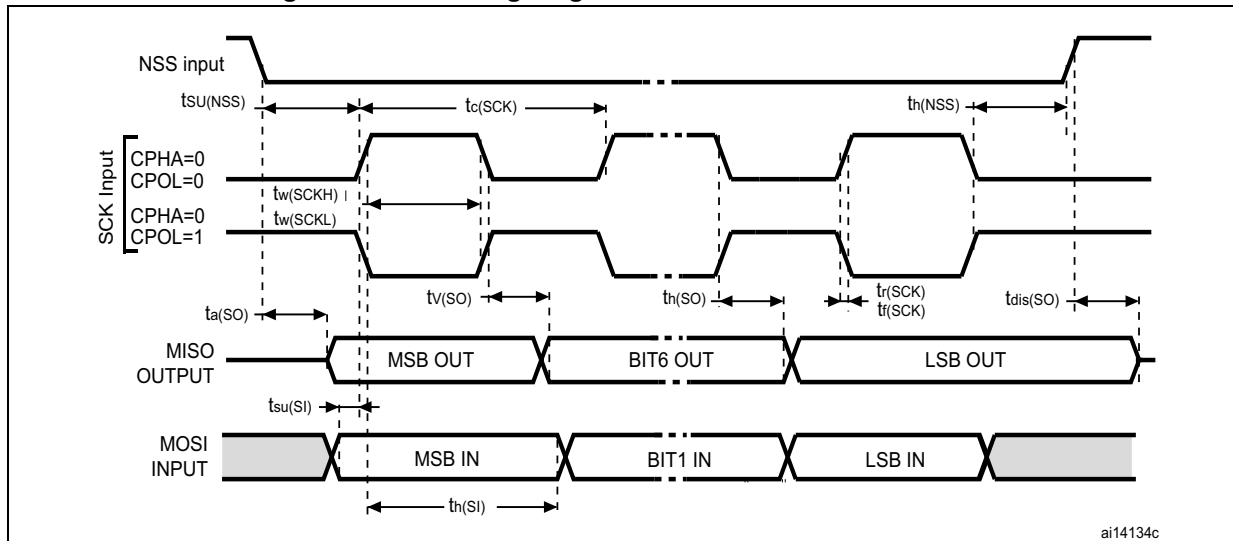 NSS input
tSU(NSS)
tc(SCK)
th(NSS)
SCK Input
CPHA=0
CPOL=0
tw(SCKH)
CPHA=0
CPOL=1
tw(SCKL)
ta(SO)
tV(SO)
th(SO)
tr(SCK)
tf(SCK)
tdis(SO)
MISO
OUTPUT
MSB OUT
BIT6 OUT
LSB OUT
tsu(SI)
MOSI
INPUT
MSB IN
BIT1 IN
LSB IN
th(SI)
ai14134c